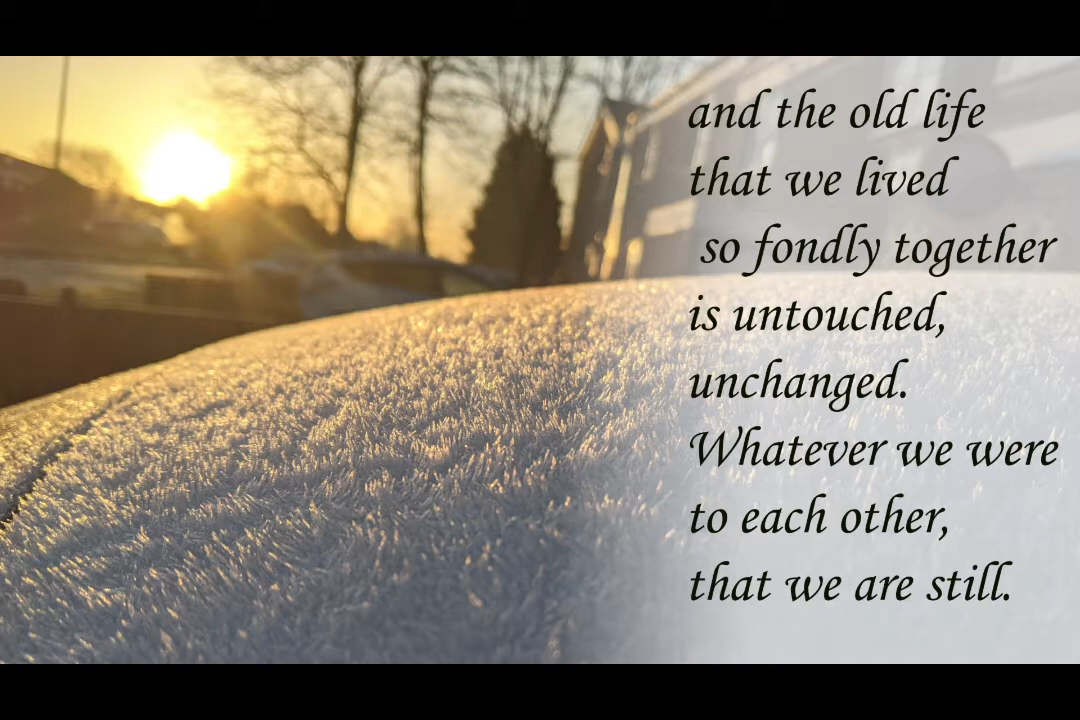 and the old life
that we lived
so fondly together
is untouched,
unchanged.
Whatever we were
to each other,
that we are still.